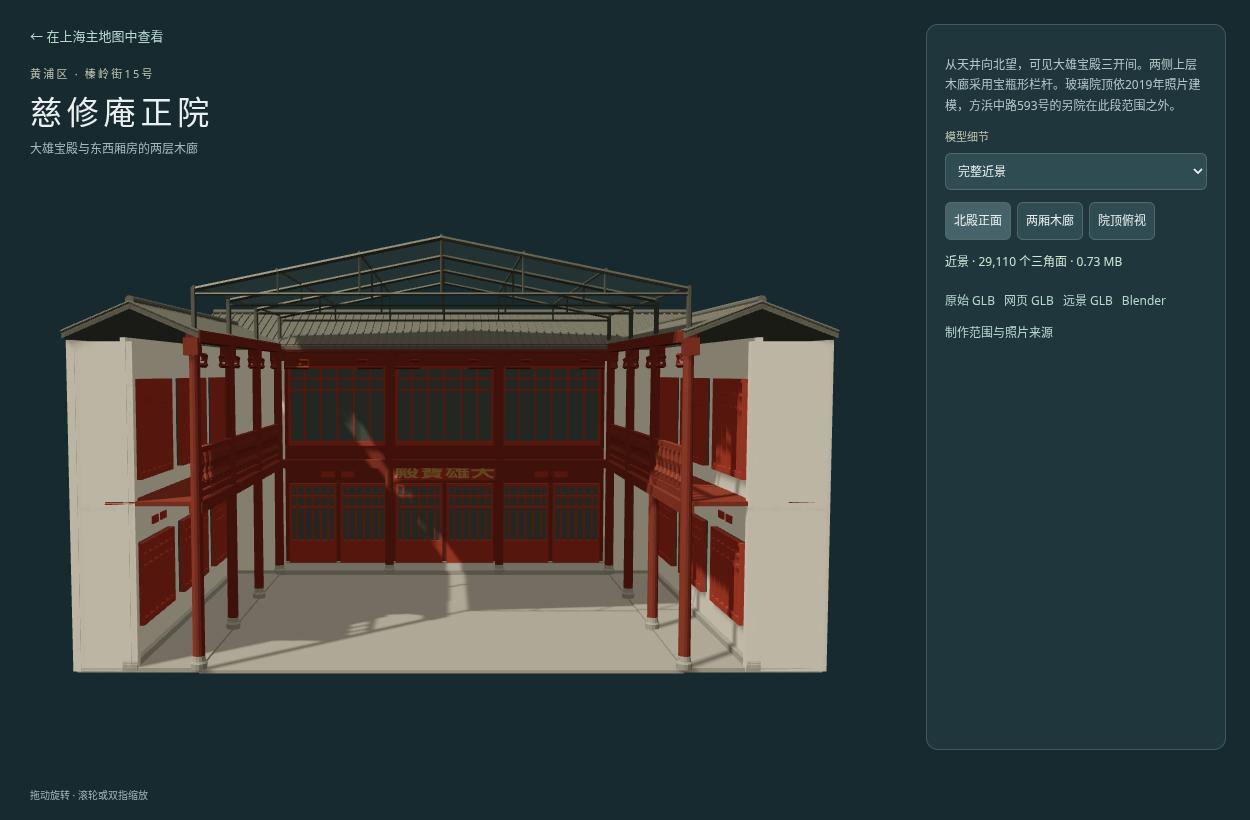 ← 在上海主地图中查看
黄浦区 · 榛岭街15号
慈修庵正院
大雄宝殿与东西厢房的两层木廊
殿寶雄大
拖动旋转 · 滚轮或双指缩放
从天井向北望，可见大雄宝殿三开间。两侧上层
木廊采用宝瓶形栏杆。玻璃院顶依2019年照片建
模，方浜中路593号的另院在此段范围之外。
模型细节
完整近景
北殿正面 两厢木廊 院顶俯视
近景 · 29,110 个三角面 · 0.73 MB
原始 GLB 网页 GLB 远景 GLB Blender
制作范围与照片来源